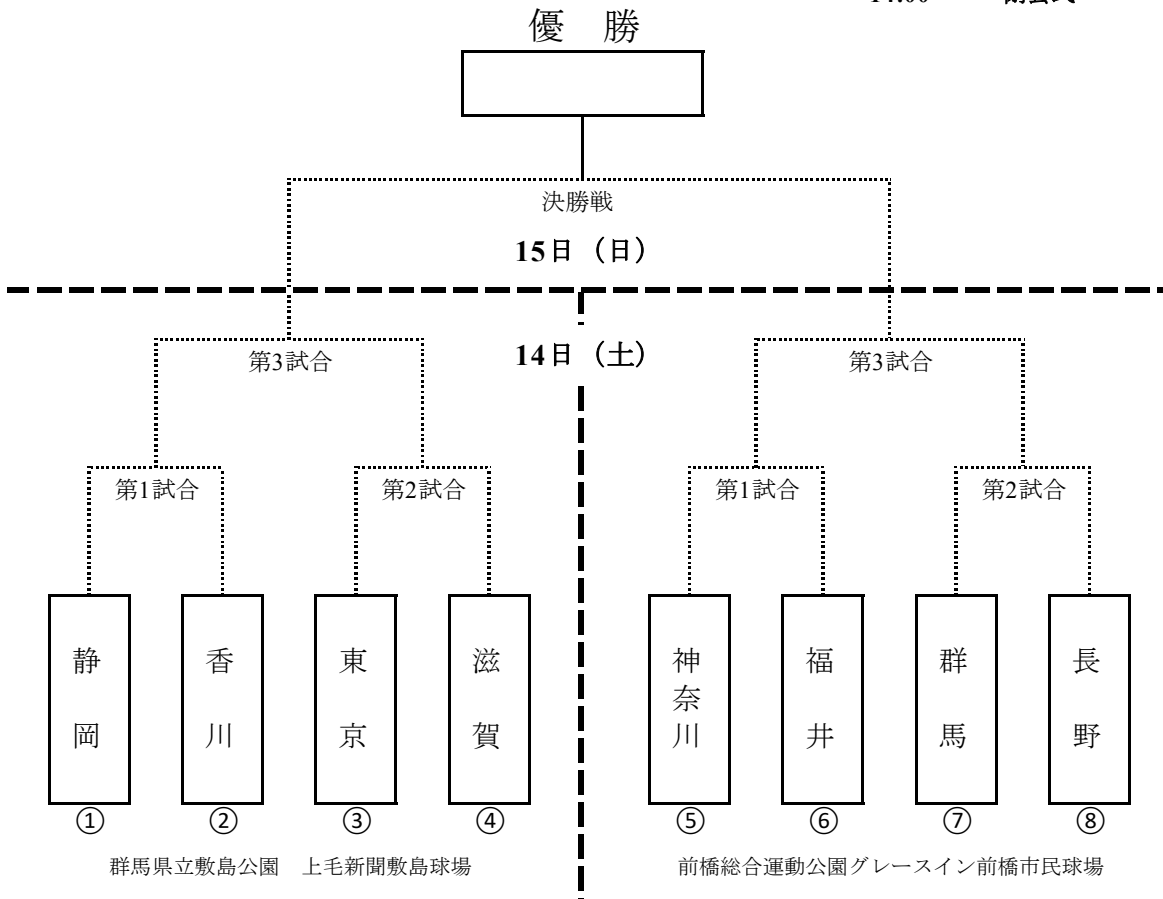 優 勝
決勝戦
15日（日）
14日（土）
第3試合
第3試合
第1試合
第2試合
第1試合
第2試合
静岡
香川
東京
滋賀
神奈川
福井
群馬
長野
① ② ③ ④ ⑤ ⑥ ⑦ ⑧
群馬県立敷島公園 上毛新聞敷島球場
前橋総合運動公園グレースイン前橋市民球場